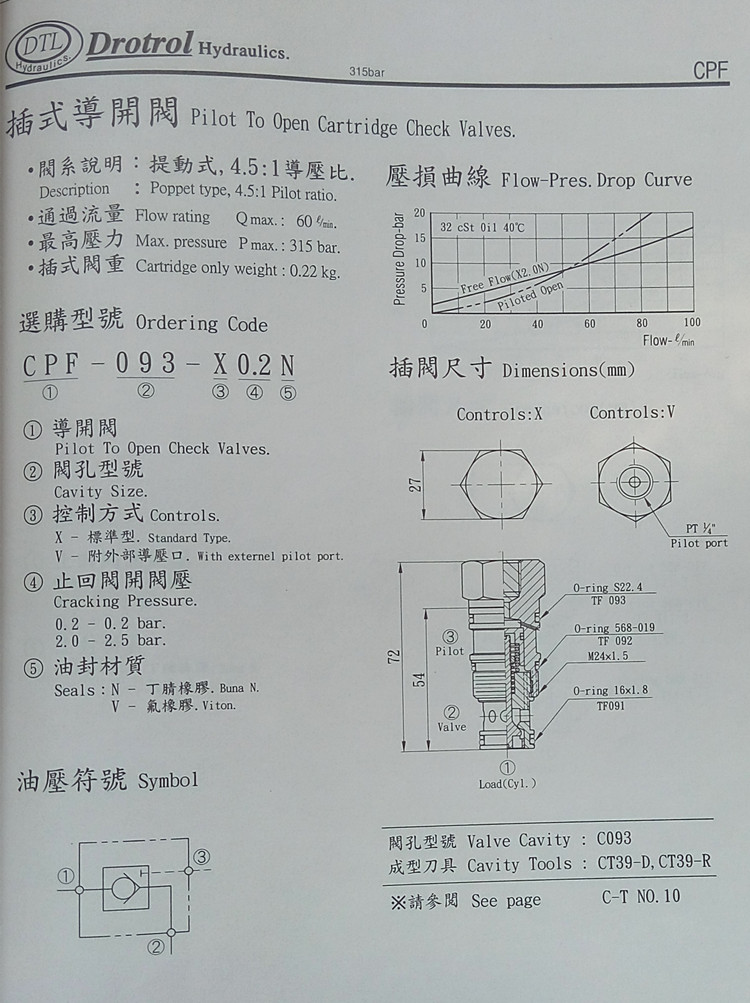 DTL
Hydraulics.
Drotrol Hydraulics.
315bar
CPF
插式導開閥 Pilot To Open Cartridge Check Valves.
•閥系說明：提動式, 4.5:1導壓比.
Description : Poppet type, 4.5:1 Pilot ratio.
•通過流量 Flow rating Q max.: 60 ℓ/min.
•最高壓力 Max. pressure P max.: 315 bar.
•插式閥重 Cartridge only weight : 0.22 kg.
選購型號 Ordering Code
CPF-093-X0.2N
① ② ③ ④ ⑤
① 導開閥
Pilot To Open Check Valves.
② 閥孔型號
Cavity Size.
③ 控制方式 Controls.
X - 標準型. Standard Type.
V - 附外部導壓口. With externel pilot port.
④ 止回閥開閥壓
Cracking Pressure.
0.2 - 0.2 bar.
2.0 - 2.5 bar.
⑤ 油封材質
Seals : N - 丁腈橡膠. Buna N.
V - 氟橡膠. Viton.
油壓符號 Symbol
①
③
②
壓損曲線 Flow-Pres. Drop Curve
Pressure Drop-bar
20
15
10
5
0 20 40 60 80 100
32 cSt Oil 40℃
Free Flow(X2.0N)
Piloted Open
Flow-ℓ/min
插閥尺寸 Dimensions(mm)
Controls:X Controls:V
27
PT ¼"
Pilot port
72
54
③
Pilot
②
Valve
①
Load(Cyl.)
O-ring S22.4
TF 093
O-ring 568-019
TF 092
M24×1.5
O-ring 16×1.8
TF091
閥孔型號 Valve Cavity : C093
成型刀具 Cavity Tools : CT39-D, CT39-R
※請參閱 See page C-T NO.10